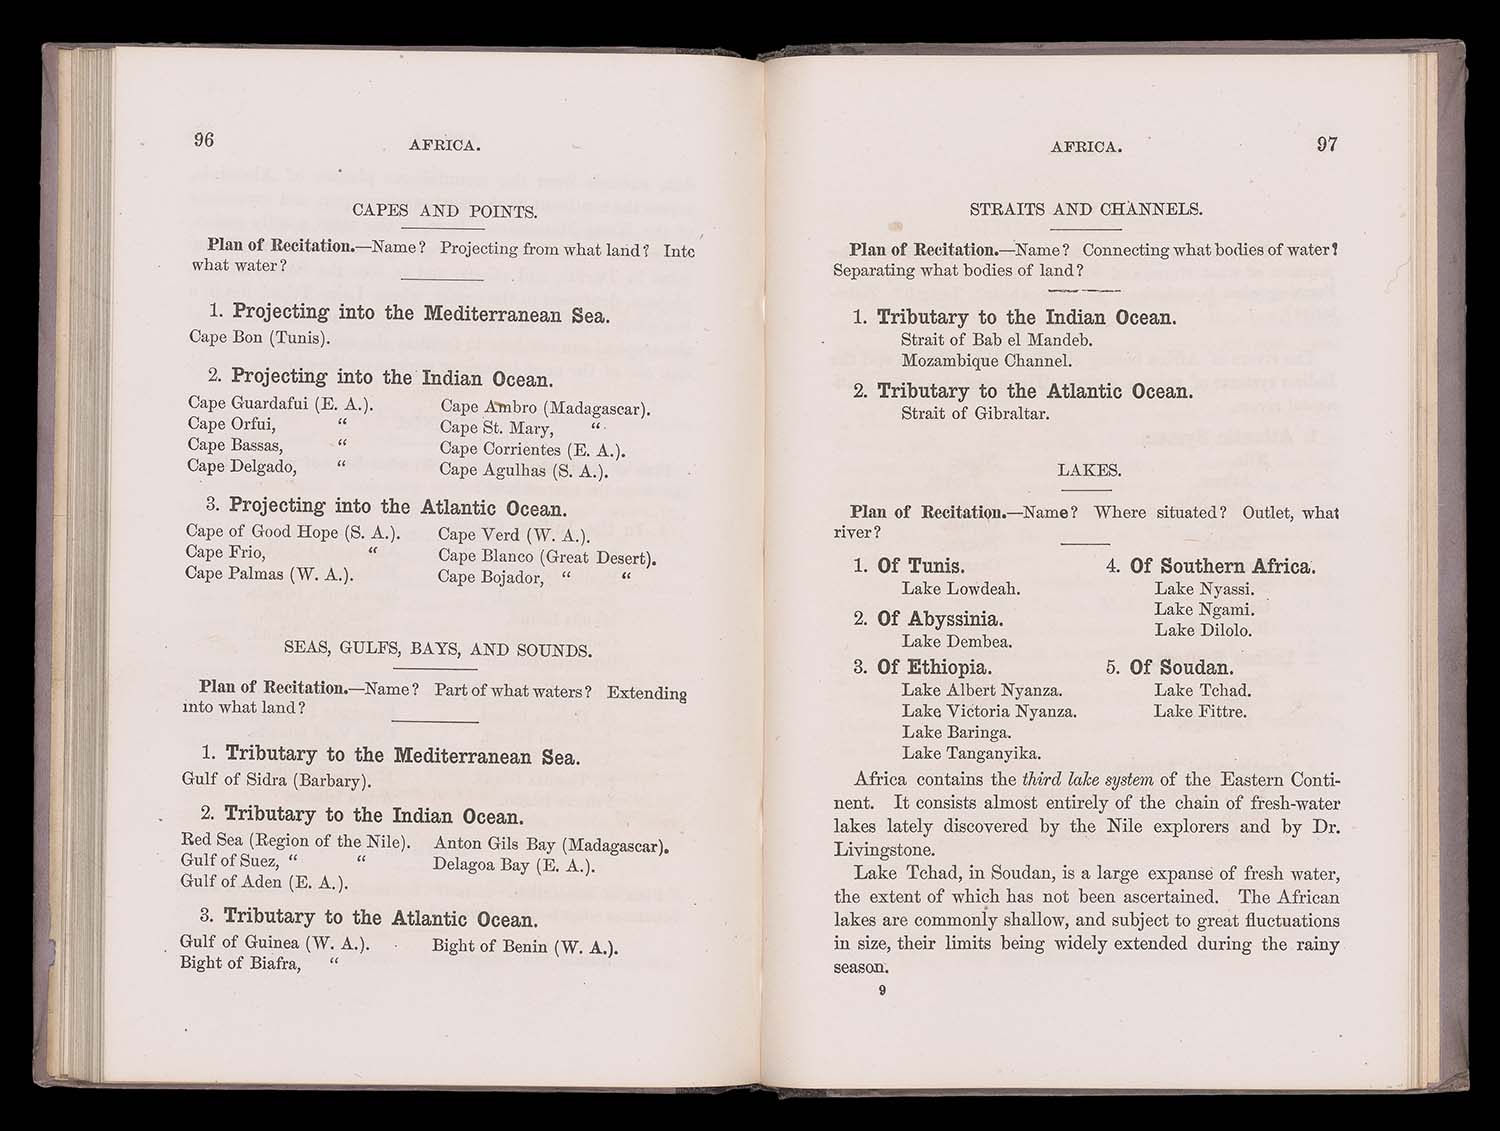 96
AFRICA.
CAPES AND POINTS.
Plan of Recitation.—Name? Projecting from what land? Into
what water?
1. Projecting into the Mediterranean Sea.
Cape Bon (Tunis).
2. Projecting into the Indian Ocean.
Cape Guardafui (E. A.).
Cape Orfui, "
Cape Bassas, "
Cape Delgado, "
Cape Ambro (Madagascar).
Cape St. Mary, "
Cape Corrientes (E. A.).
Cape Agulhas (S. A.).
3. Projecting into the Atlantic Ocean.
Cape of Good Hope (S. A.).
Cape Frio, "
Cape Palmas (W. A.).
Cape Verd (W. A.).
Cape Blanco (Great Desert).
Cape Bojador, " "
SEAS, GULFS, BAYS, AND SOUNDS.
Plan of Recitation.—Name? Part of what waters? Extending
into what land?
1. Tributary to the Mediterranean Sea.
Gulf of Sidra (Barbary).
2. Tributary to the Indian Ocean.
Red Sea (Region of the Nile).
Gulf of Suez, " "
Gulf of Aden (E. A.).
Anton Gils Bay (Madagascar).
Delagoa Bay (E. A.).
3. Tributary to the Atlantic Ocean.
Gulf of Guinea (W. A.).
Bight of Biafra, "
Bight of Benin (W. A.).
AFRICA.
97
STRAITS AND CHANNELS.
Plan of Recitation.—Name? Connecting what bodies of water?
Separating what bodies of land?
1. Tributary to the Indian Ocean.
Strait of Bab el Mandeb.
Mozambique Channel.
2. Tributary to the Atlantic Ocean.
Strait of Gibraltar.
LAKES.
Plan of Recitation.—Name? Where situated? Outlet, what
river?
1. Of Tunis.
Lake Lowdeah.
2. Of Abyssinia.
Lake Dembea.
3. Of Ethiopia.
Lake Albert Nyanza.
Lake Victoria Nyanza.
Lake Baringa.
Lake Tanganyika.
4. Of Southern Africa.
Lake Nyassi.
Lake Ngami.
Lake Dilolo.
5. Of Soudan.
Lake Tchad.
Lake Fittre.
Africa contains the third lake system of the Eastern Conti-
nent. It consists almost entirely of the chain of fresh-water
lakes lately discovered by the Nile explorers and by Dr.
Livingstone.
Lake Tchad, in Soudan, is a large expanse of fresh water,
the extent of which has not been ascertained. The African
lakes are commonly shallow, and subject to great fluctuations
in size, their limits being widely extended during the rainy
season.
9